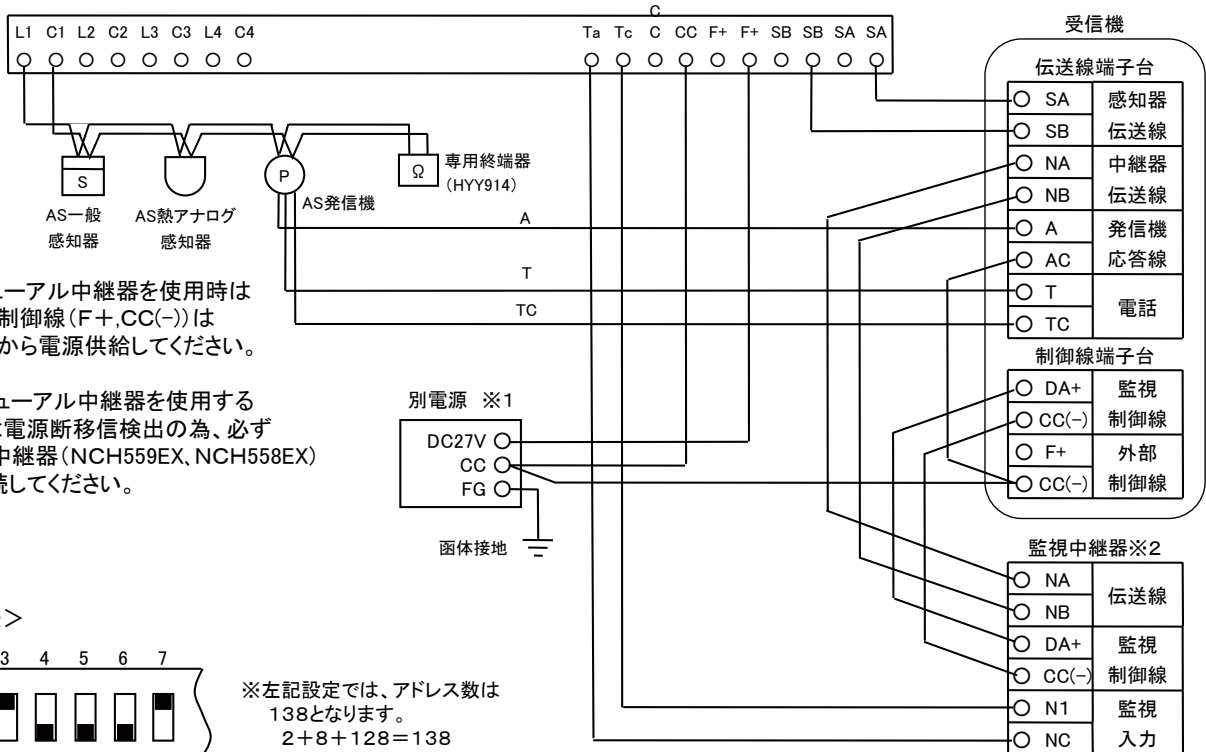 C
L1 C1 L2 C2 L3 C3 L4 C4
Ta Tc C CC F+ F+ SB SB SA SA
受信機
伝送線端子台
SA 感知器
SB 伝送線
NA 中継器
NB 伝送線
A 発信機
AC 応答線
T 電話
TC
制御線端子台
DA+ 監視
CC(-) 制御線
F+ 外部
CC(-) 制御線
S
AS一般
感知器
AS熱アナログ
感知器
P
AS発信機
Ω
専用終端器
(HYY914)
A
T
TC
ューアル中継器を使用時は
制御線(F+,CC(-))は
から電源供給してください。
ューアル中継器を使用する
電源断移信検出の為、必ず
中継器(NCH559EX、NCH558EX)
続してください。
別電源 ※1
DC27V
CC
FG
函体接地
監視中継器※2
NA 伝送線
NB
DA+ 監視
CC(-) 制御線
N1 監視
NC 入力
>
3 4 5 6 7
※左記設定では、アドレス数は
138となります。
2+8+128=138